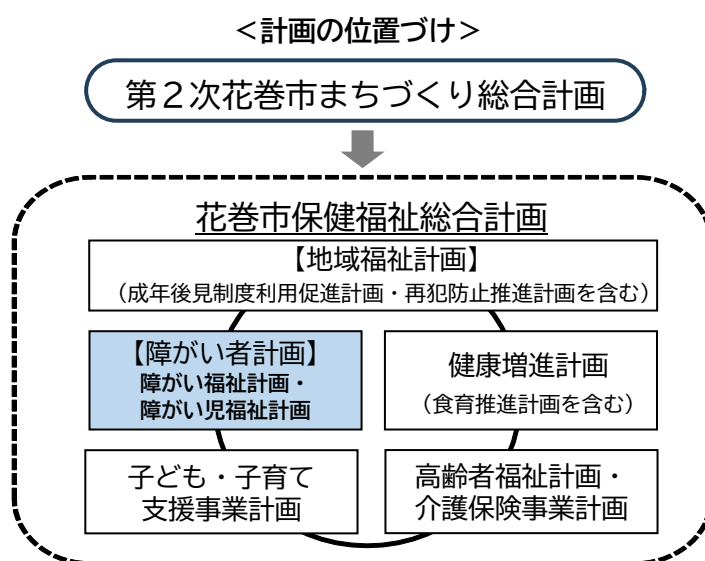 ＜計画の位置づけ＞
第２次花巻市まちづくり総合計画
花巻市保健福祉総合計画
【地域福祉計画】
（成年後見制度利用促進計画・再犯防止推進計画を含む）
【障がい者計画】
障がい福祉計画・
障がい児福祉計画
健康増進計画
（食育推進計画を含む）
子ども・子育て
支援事業計画
高齢者福祉計画・
介護保険事業計画